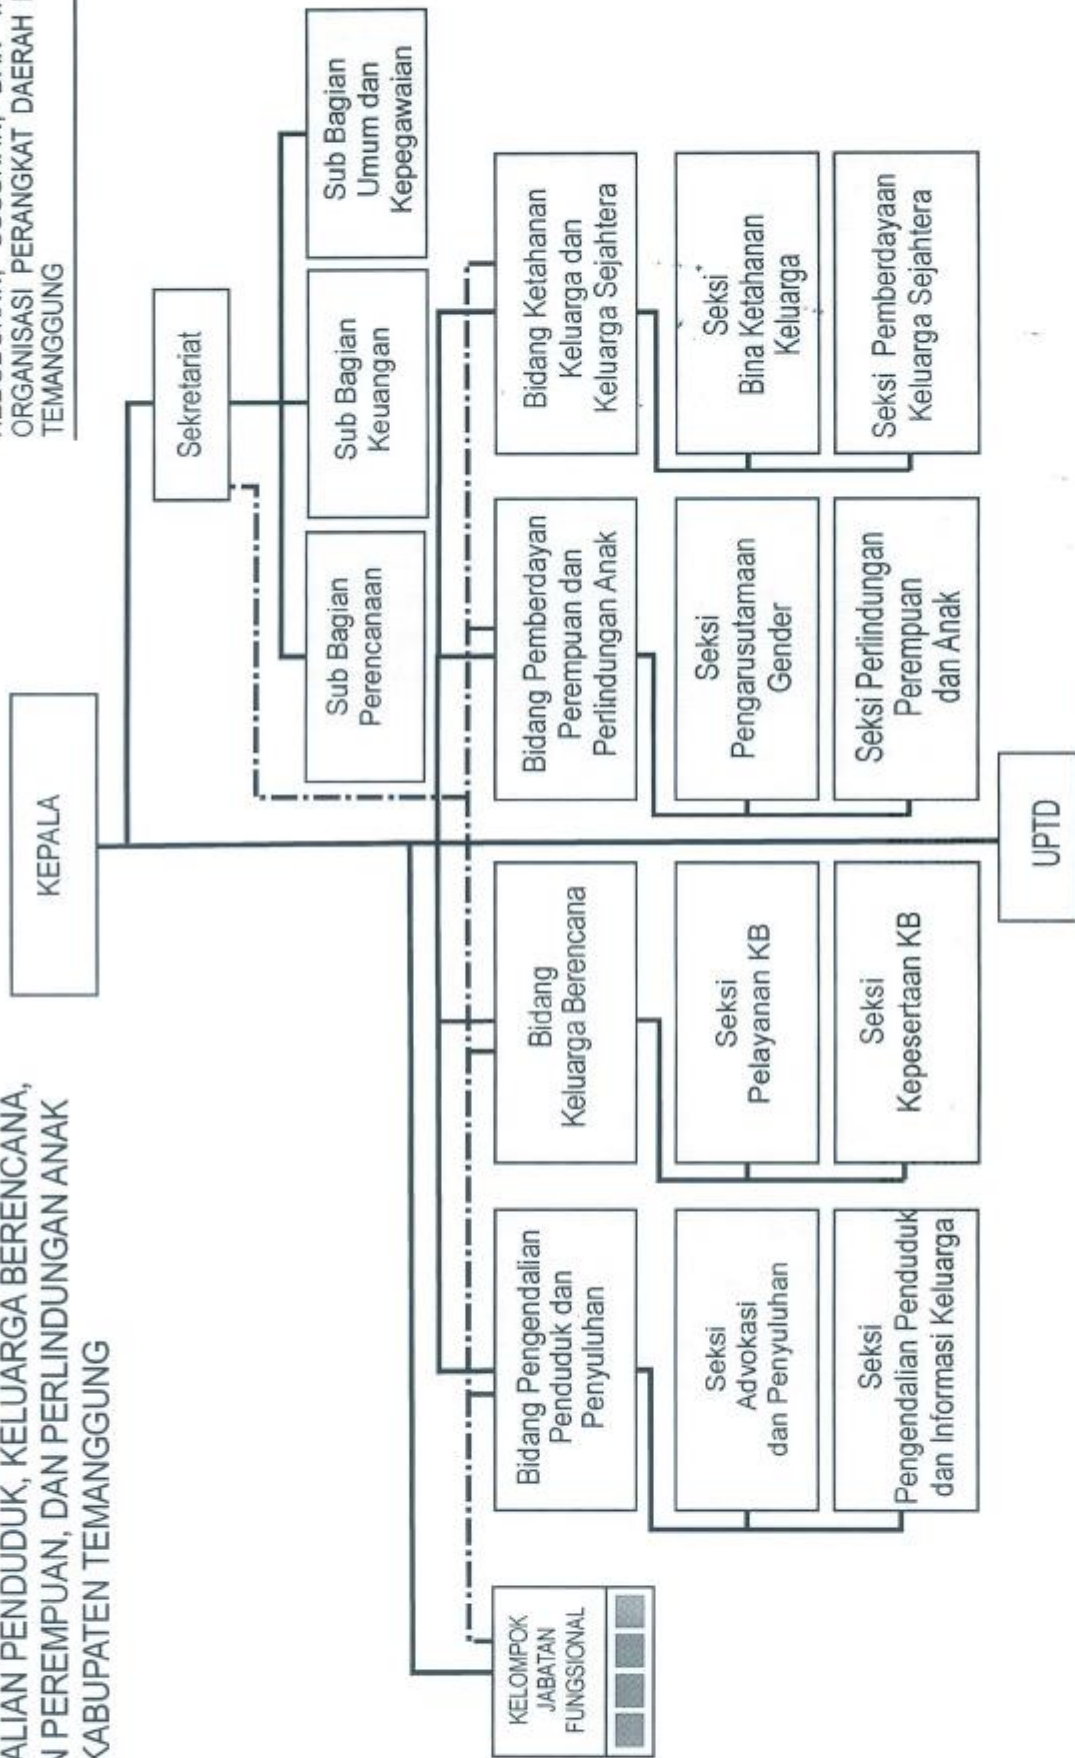 ORGANISASI PERANGKAT DAERAH
TEMANGGUNG
ALIAN PENDUDUK, KELUARGA BERENCANA,
N PEREMPUAN, DAN PERLINDUNGAN ANAK
KABUPATEN TEMANGGUNG
KEPALA
Sekretariat
Sub Bagian
Perencanaan
Sub Bagian
Keuangan
Sub Bagian
Umum dan
Kepegawaian
KELOMPOK
JABATAN
FUNGSIONAL
Bidang Pengendalian
Penduduk dan
Penyuluhan
Bidang
Keluarga Berencana
Bidang Pemberdayan
Perempuan dan
Perlindungan Anak
Bidang Ketahanan
Keluarga dan
Keluarga Sejahtera
Seksi
Advokasi
dan Penyuluhan
Seksi
Pelayanan KB
Seksi
Pengarusutamaan
Gender
Seksi
Bina Ketahanan
Keluarga
Seksi
Pengendalian Penduduk
dan Informasi Keluarga
Seksi
Kepesertaan KB
Seksi Perlindungan
Perempuan
dan Anak
Seksi Pemberdayaan
Keluarga Sejahtera
UPTD